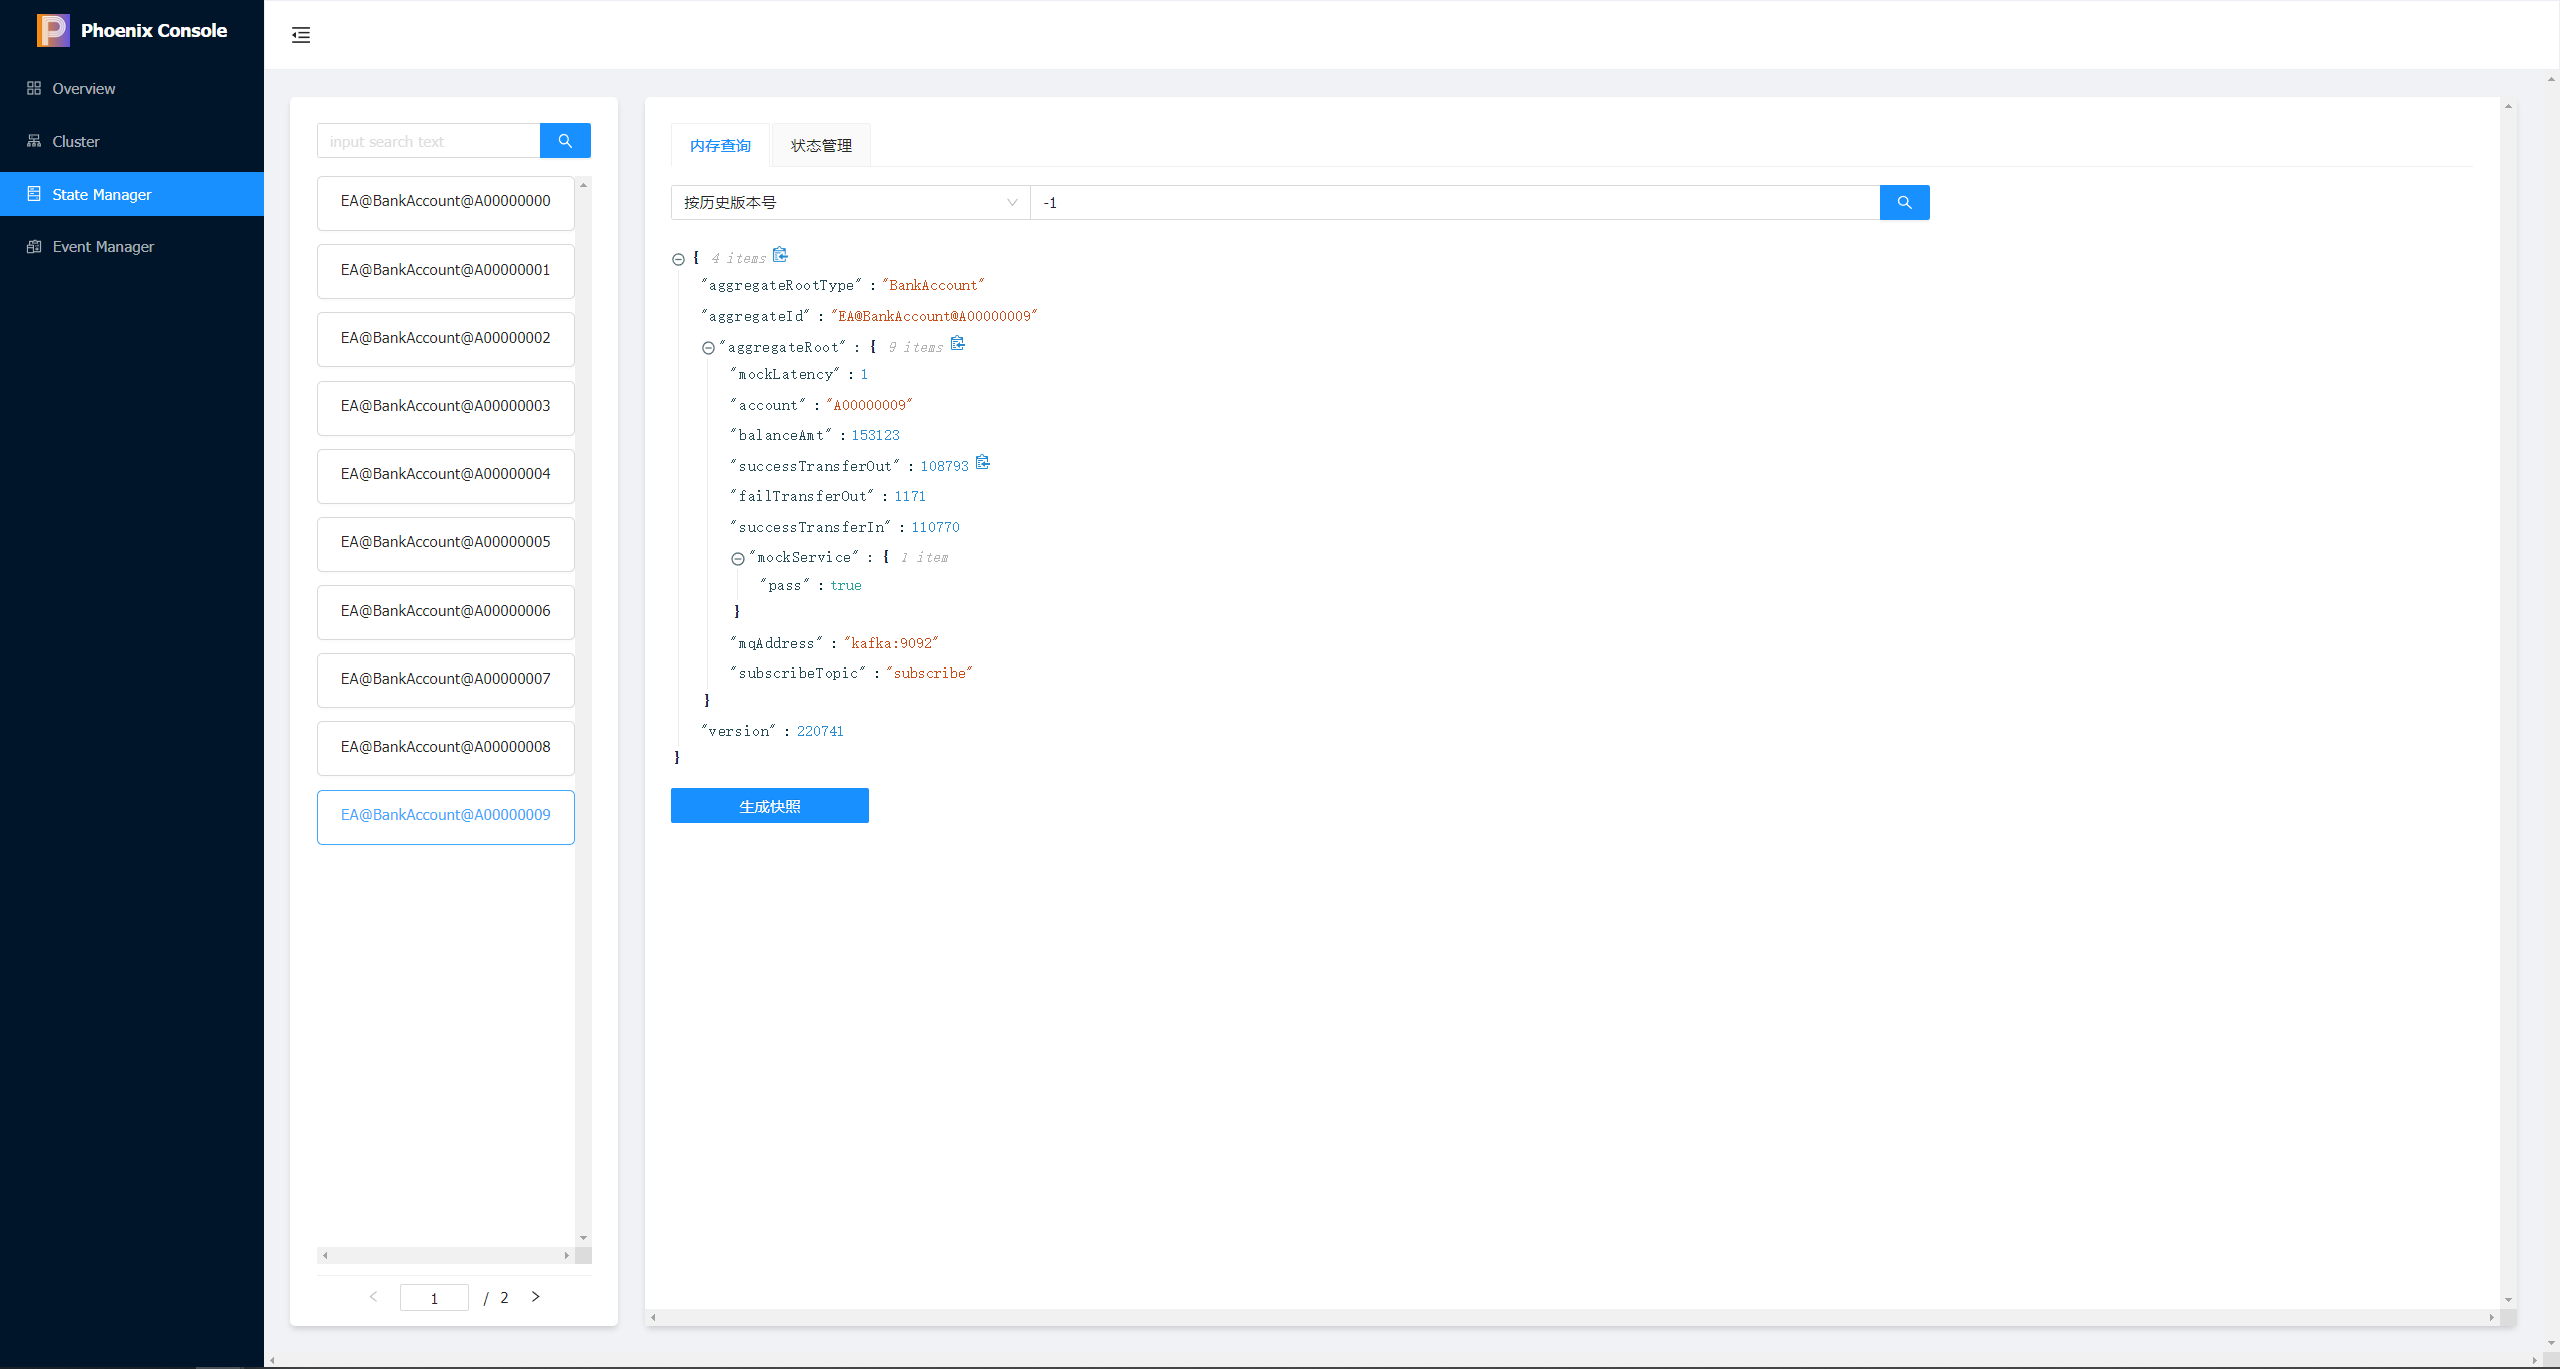 Phoenix Console
Overview
Cluster
State Manager
Event Manager
input search text
EA@BankAccount@A00000000
EA@BankAccount@A00000001
EA@BankAccount@A00000002
EA@BankAccount@A00000003
EA@BankAccount@A00000004
EA@BankAccount@A00000005
EA@BankAccount@A00000006
EA@BankAccount@A00000007
EA@BankAccount@A00000008
EA@BankAccount@A00000009
1 / 2
内存查询 状态管理
按历史版本号 -1
{ 4 items
"aggregateRootType" : "BankAccount"
"aggregateId" : "EA@BankAccount@A00000009"
"aggregateRoot" : { 9 items
"mockLatency" : 1
"account" : "A00000009"
"balanceAmt" : 153123
"successTransferOut" : 108793
"failTransferOut" : 1171
"successTransferIn" : 110770
"mockService" : { 1 item
"pass" : true
}
"mqAddress" : "kafka:9092"
"subscribeTopic" : "subscribe"
}
"version" : 220741
}
生成快照